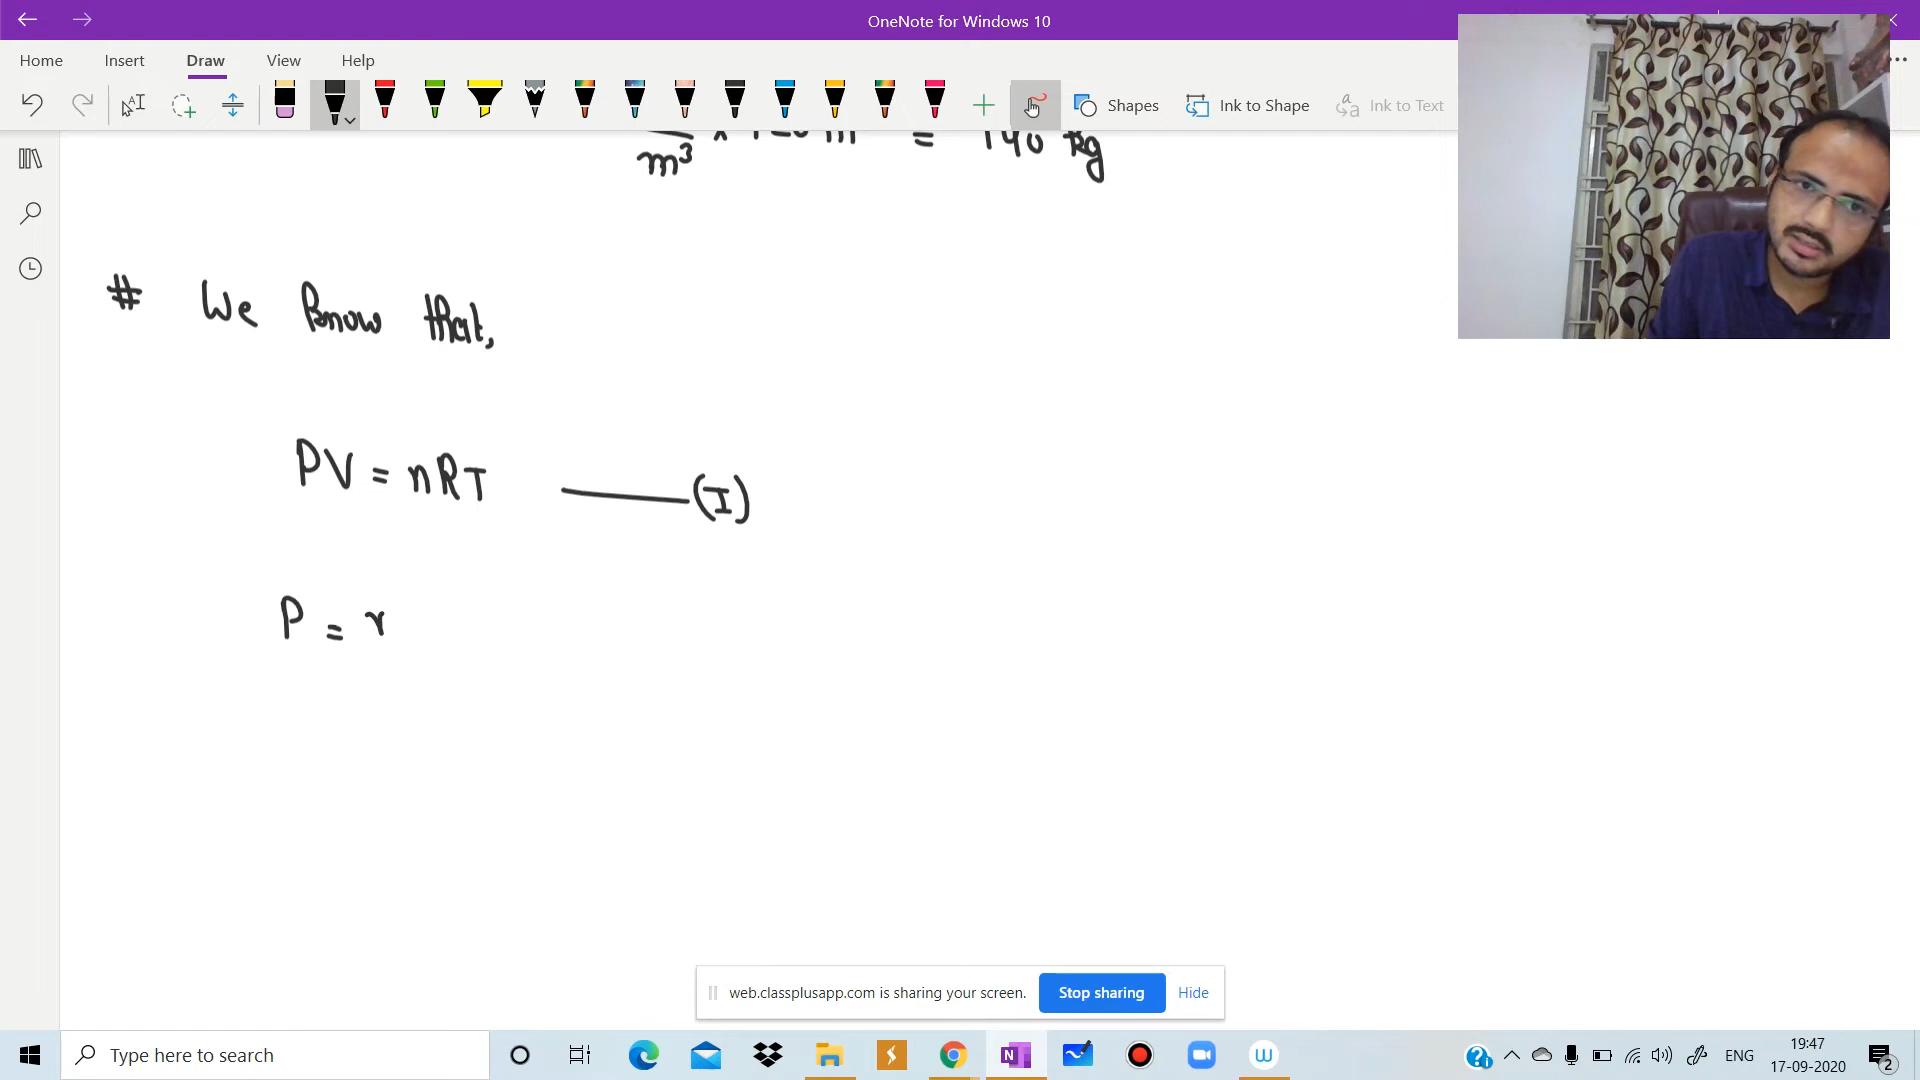 OneNote for Windows 10
Home Insert Draw View Help
Shapes Ink to Shape Ink to Text
m³ = 140 kg
# We know that,
PV = nRT ——(I)
P = r
web.classplusapp.com is sharing your screen. Stop sharing Hide
Type here to search
ENG 19:47
17-09-2020 2